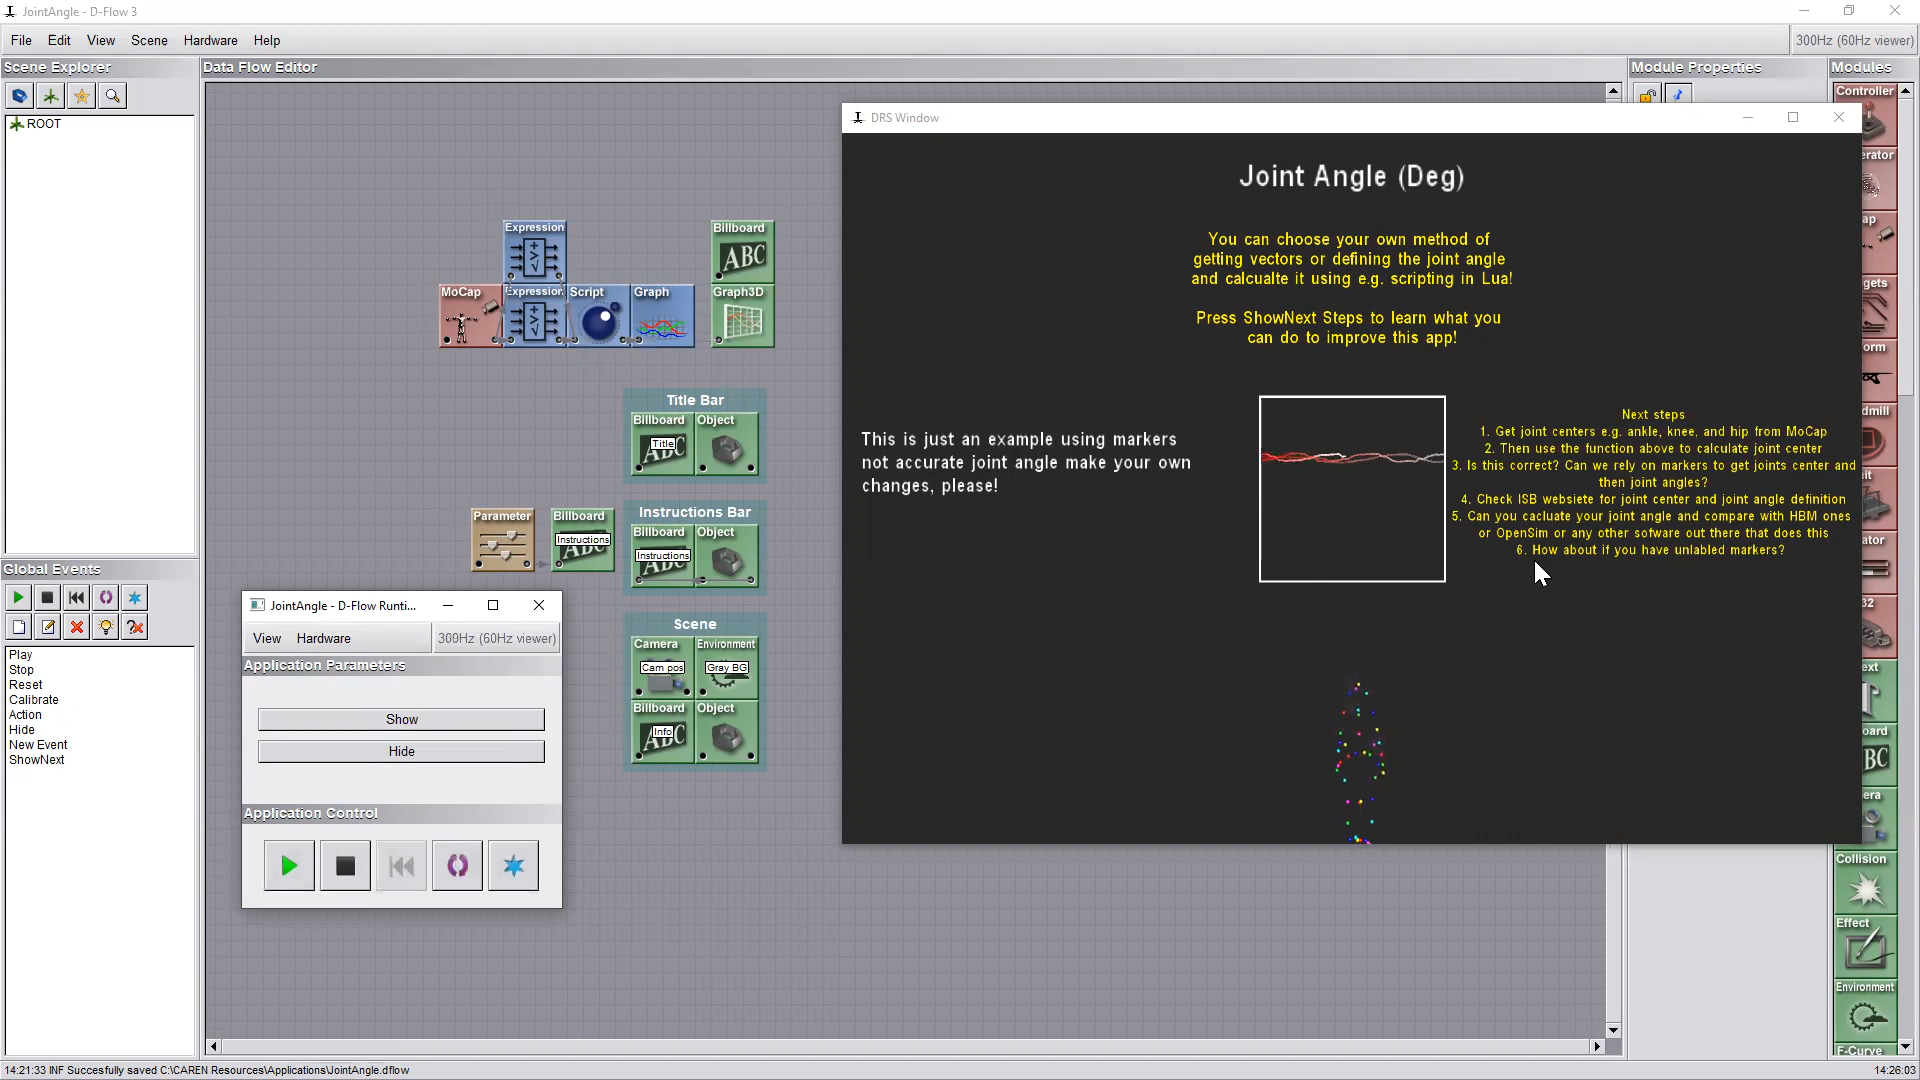 JointAngle - D-Flow 3
File Edit View Scene Hardware Help
300Hz (60Hz viewer)
Scene Explorer
Data Flow Editor
Module Properties
Modules
ROOT
Expression
Billboard
ABC
MoCap
Expression
Script
Graph
Graph3D
Title Bar
Billboard
Object
Title
Instructions Bar
Billboard
Object
Instructions
Parameter
Billboard
Instructions
Scene
Camera
Environment
Cam pos
Gray BG
Billboard
Object
Info
DRS Window
Joint Angle (Deg)
You can choose your own method of
getting vectors or defining the joint angle
and calcualte it using e.g. scripting in Lua!
Press ShowNext Steps to learn what you
can do to improve this app!
This is just an example using markers
not accurate joint angle make your own
changes, please!
Next steps
1. Get joint centers e.g. ankle, knee, and hip from MoCap
2. Then use the function above to calculate joint center
3. Is this correct? Can we rely on markers to get joints center and
then joint angles?
4. Check ISB websiete for joint center and joint angle definition
5. Can you cacluate your joint angle and compare with HBM ones
or OpenSim or any other sofware out there that does this
6. How about if you have unlabled markers?
Controller
Collision
Effect
Environment
F-Curve
Global Events
Play
Stop
Reset
Calibrate
Action
Hide
New Event
ShowNext
JointAngle - D-Flow Runti...
View Hardware
(60Hz viewer)
Application Parameters
Show
Hide
Application Control
14:21:33 INF Succesfully saved C:\CAREN Resources\Applications\JointAngle.dflow
14:26:03